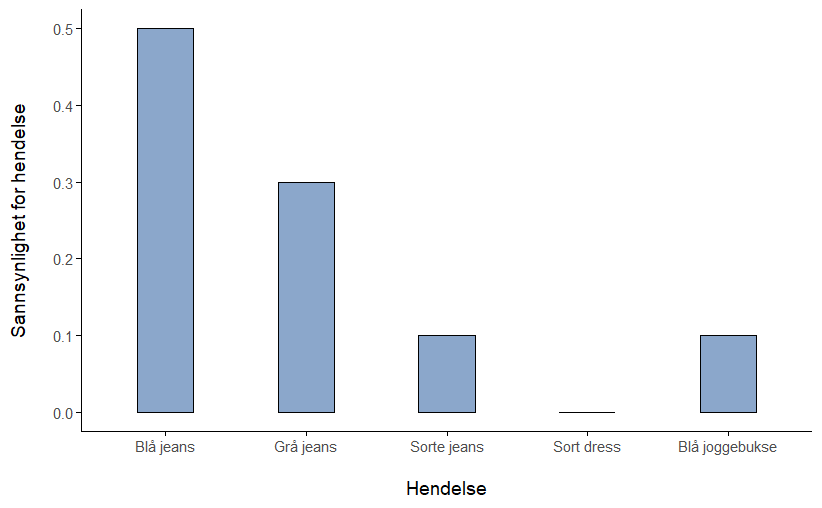 Sannsynlighet for hendelse
0.5
0.4
0.3
0.2
0.1
0.0
Blå jeans Grå jeans Sorte jeans Sort dress Blå joggebukse
Hendelse